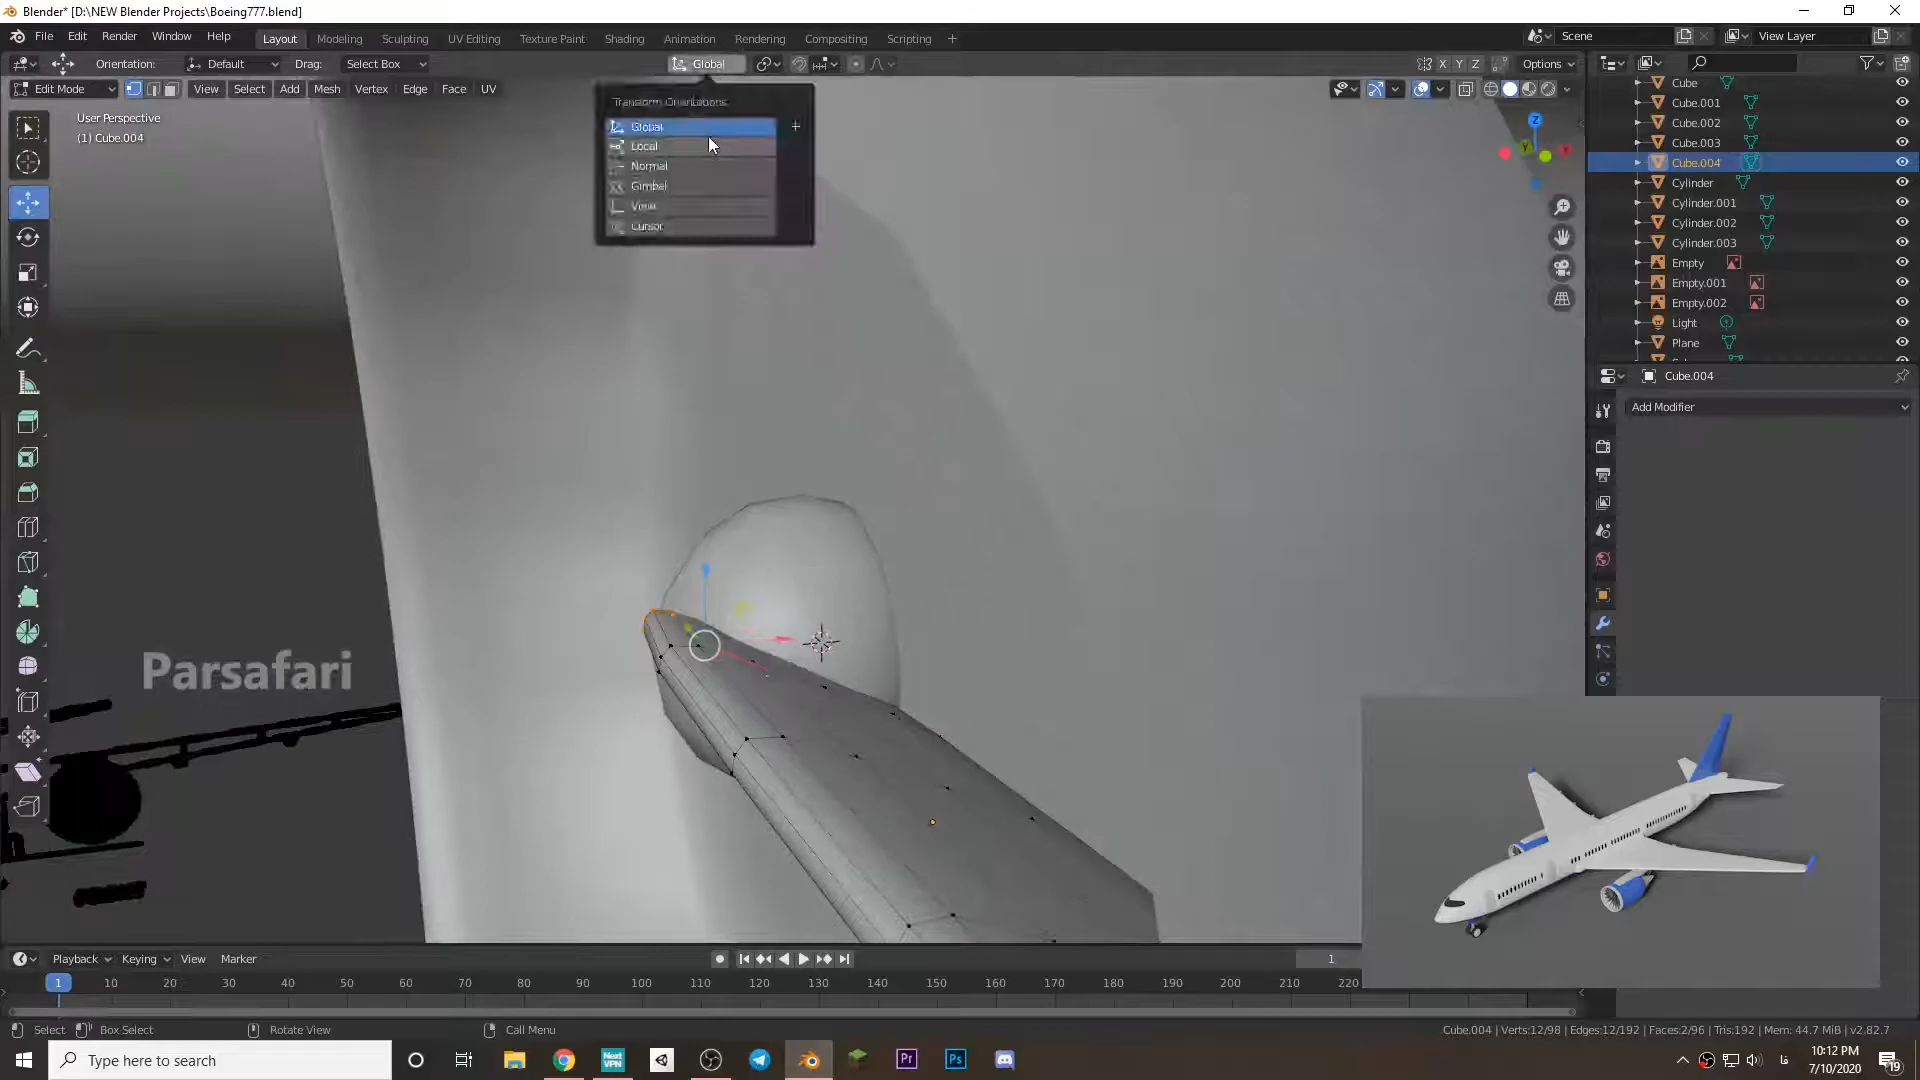 Blender* [D:\NEW Blender Projects\Boeing777.blend]
File Edit Render Window Help
Layout Modeling Sculpting UV Editing Texture Paint Shading Animation Rendering Compositing Scripting +
Scene
View Layer
Orientation: Default Drag: Select Box
Global
X Y Z
Options
Edit Mode View Select Add Mesh Vertex Edge Face UV
User Perspective
(1) Cube.004
Transform Orientations
Global
Local
Normal
Gimbal
View
Cursor
Z
Y
X
Cube
Cube.001
Cube.002
Cube.003
Cube.004
Cylinder
Cylinder.001
Cylinder.002
Cylinder.003
Empty
Empty.001
Empty.002
Light
Plane
Cube.004
Add Modifier
Parsafari
Playback Keying View Marker
1
1 10 20 30 40 50 60 70 80 90 100 110 120 130 140 150 160 170 180 190 200 210 220
Select Box Select Rotate View Call Menu
Cube.004 | Verts:12/98 | Edges:12/192 | Faces:2/96 | Tris:192 | Mem: 44.7 MiB | v2.82.7
Type here to search
Next
VPN
Pr
Ps
فا
10:12 PM
7/10/2020
19